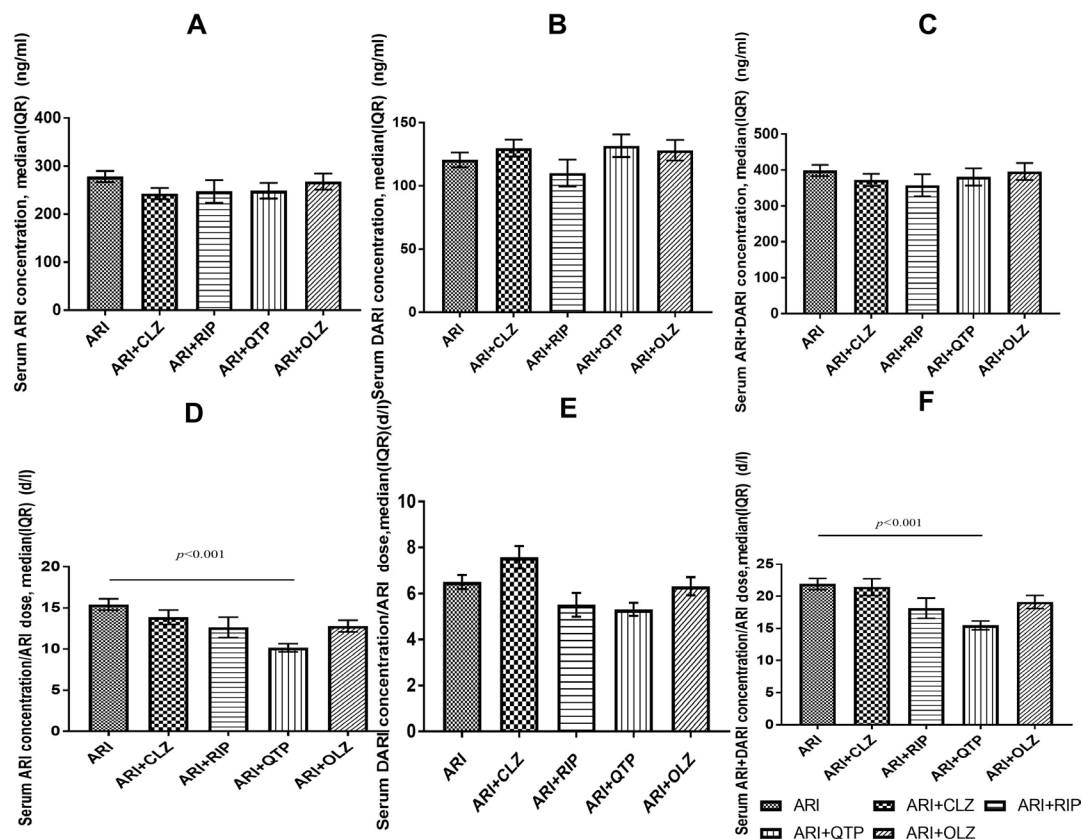 A
Serum ARI concentration, median(IQR) (ng/ml)
400
300
200
100
0
ARI
ARI+CLZ
ARI+RIP
ARI+QTP
ARI+OLZ
B
Serum DARI concentration, median(IQR) (ng/ml)
150
100
50
0
ARI
ARI+CLZ
ARI+RIP
ARI+QTP
ARI+OLZ
C
Serum ARI+DARI concentration, median(IQR) (ng/ml)
500
400
300
400
100
0
ARI
ARI+CLZ
ARI+RIP
ARI+QTP
ARI+OLZ
D
Serum ARI concentration/ARI dose, median(IQR) (d/l)
p<0.001
20
15
10
5
0
ARI
ARI+CLZ
ARI+RIP
ARI+QTP
ARI+OLZ
E
Serum DARI concentration/ARI dose,median(IQR)(d/l)
10
8
6
4
2
0
ARI
ARI+CLZ
ARI+RIP
ARI+QTP
ARI+OLZ
F
Serum ARI+DARI concentration/ARI dose,median(IQR) (d/l)
p<0.001
25
20
15
10
5
0
ARI
ARI+CLZ
ARI+RIP
ARI+QTP
ARI+OLZ
ARI ARI+CLZ ARI+RIP
ARI+QTP ARI+OLZ